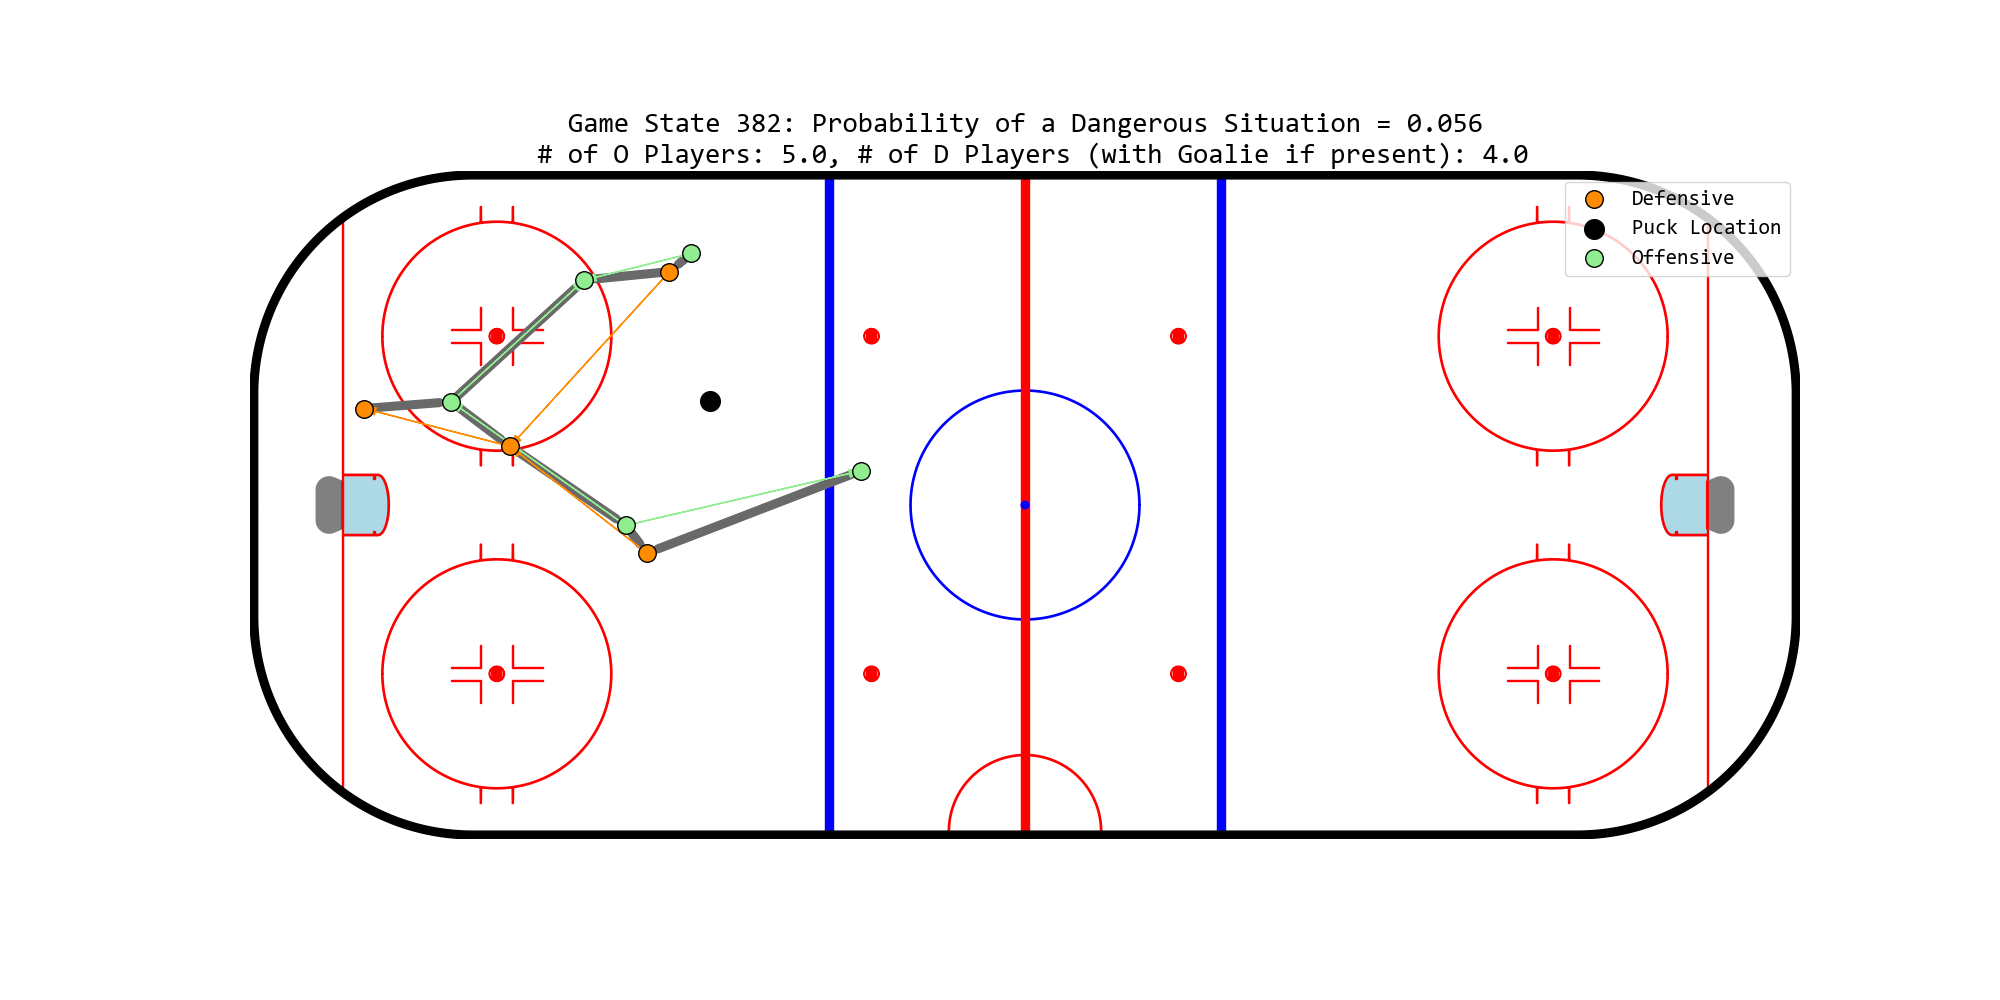 Game State 382: Probability of a Dangerous Situation = 0.056
# of O Players: 5.0, # of D Players (with Goalie if present): 4.0
Defensive
Puck Location
Offensive